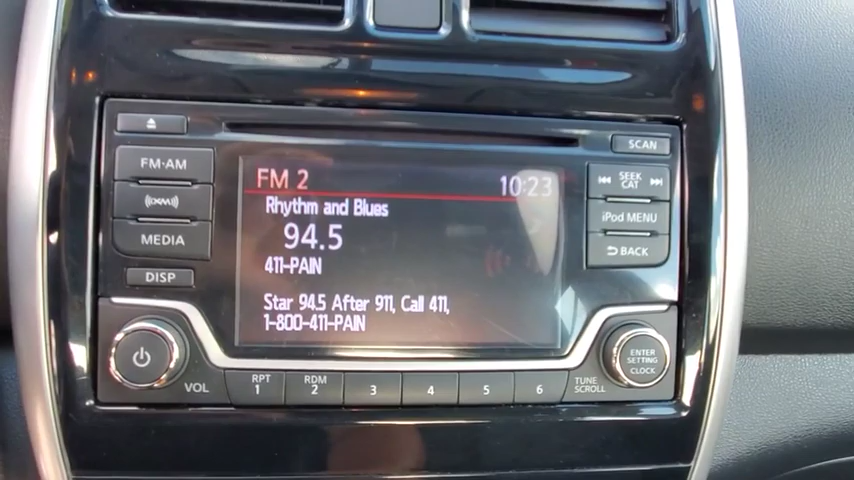 SCAN
FM·AM
SEEK
CAT
FM 2
10:23
((XM))
Rhythm and Blues
iPod MENU
94.5
MEDIA
BACK
411-PAIN
DISP
Star 94.5 After 911, Call 411,
1-800-411-PAIN
ENTER
SETTING
CLOCK
VOL
RPT
1
RDM
2
3
4
5
6
TUNE
SCROLL